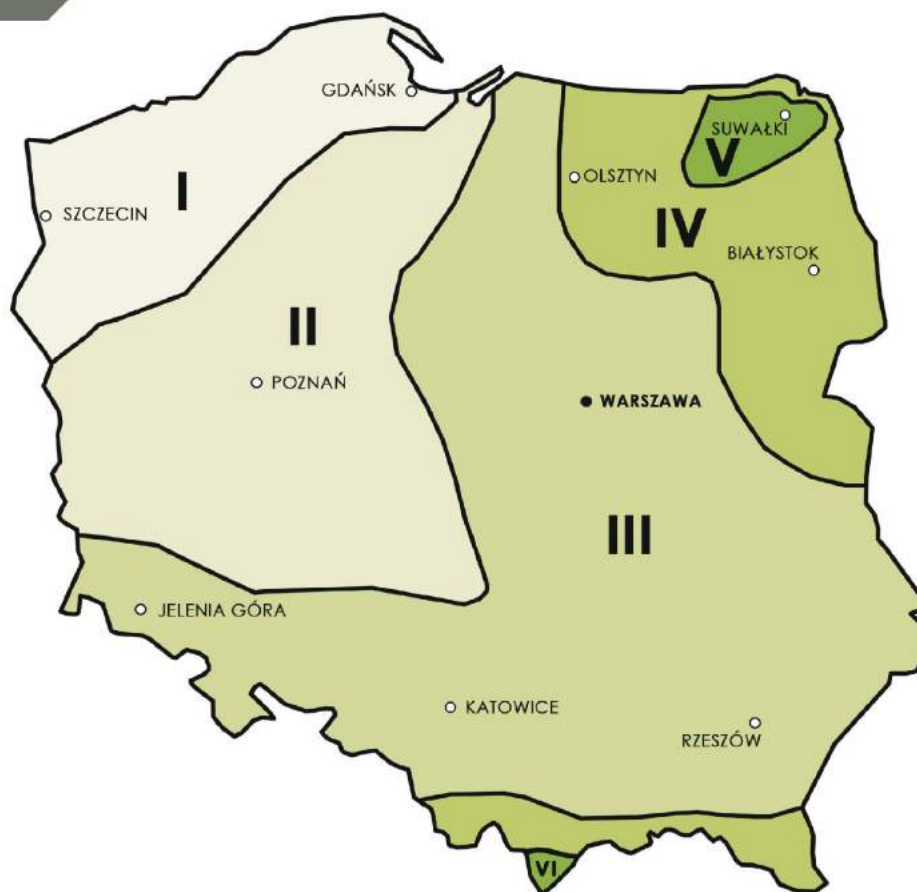 GDAŃSK
SUWAŁKI
V
OLSZTYN
I
SZCZECIN
IV
BIAŁYSTOK
II
POZNAŃ
WARSZAWA
III
JELENIA GÓRA
KATOWICE
RZESZÓW
VI